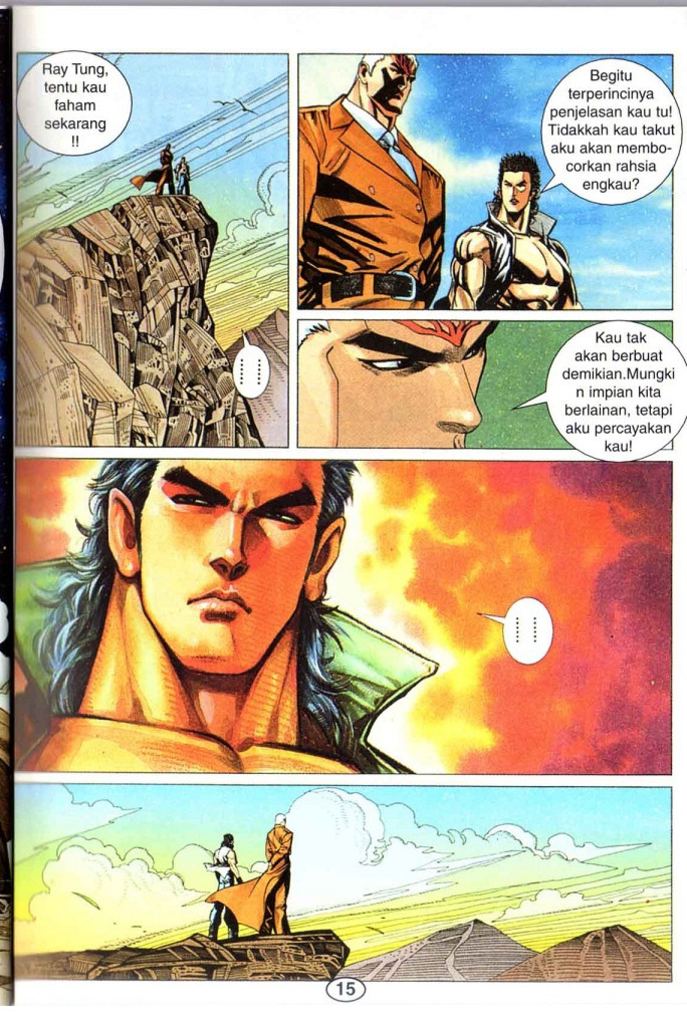 Ray Tung,
tentu kau
faham
sekarang
!!
Begitu
terperincinya
penjelasan kau tu!
Tidakkah kau takut
aku akan membo-
corkan rahsia
engkau?
Kau tak
akan berbuat
demikian.Mungki
n impian kita
berlainan, tetapi
aku percayakan
kau!
15